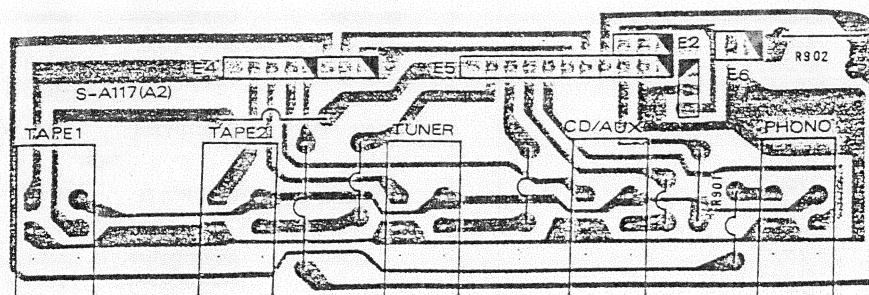 E2
R902
E4
E5
E6
S-A117(A2)
TAPE1
TAPE2
TUNER
CD/AUX
PHONO
R901